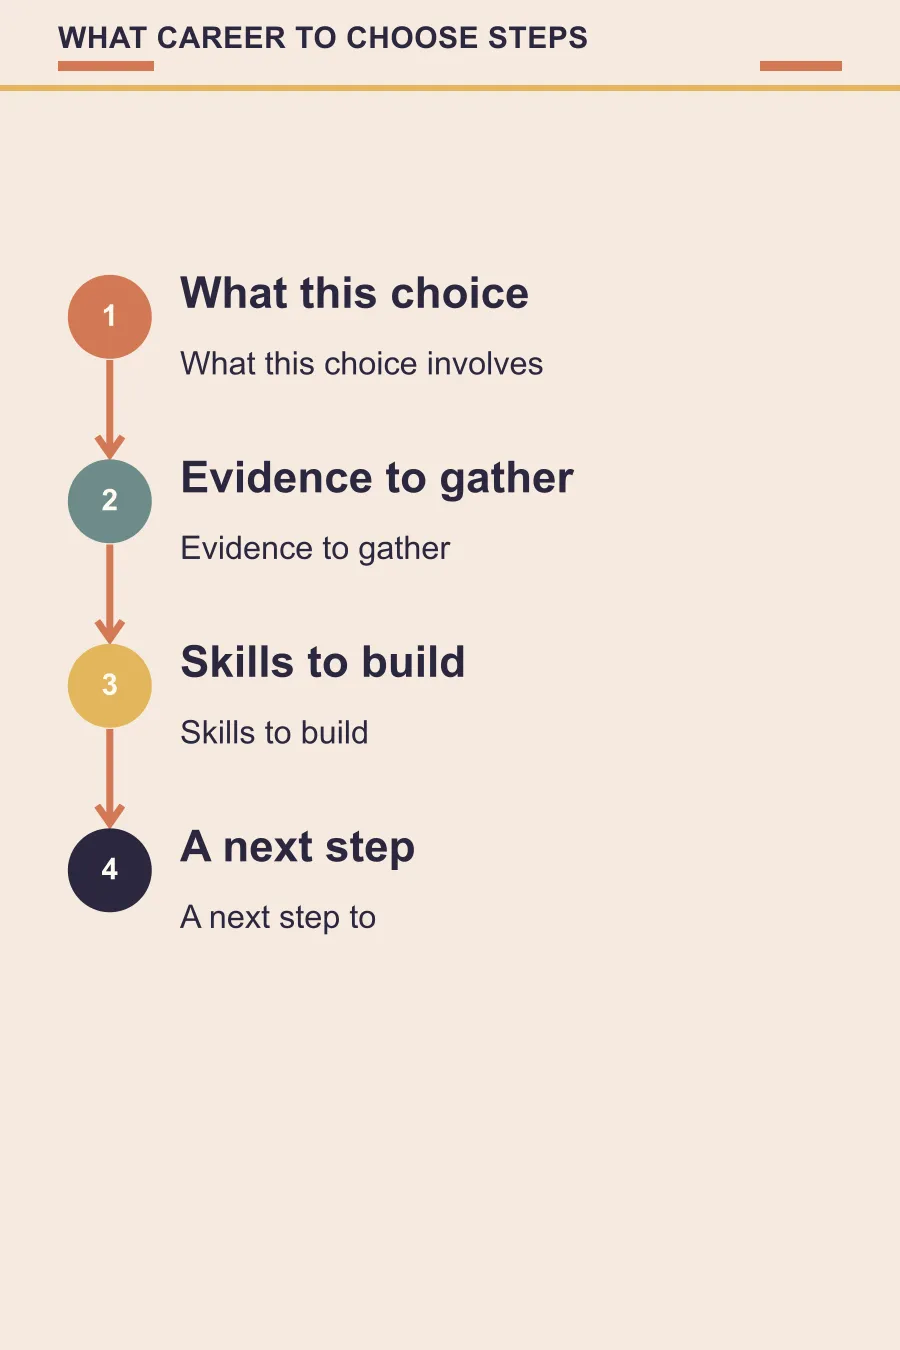 WHAT CAREER TO CHOOSE STEPS
1
What this choice
What this choice involves
2
Evidence to gather
Evidence to gather
3
Skills to build
Skills to build
4
A next step
A next step to